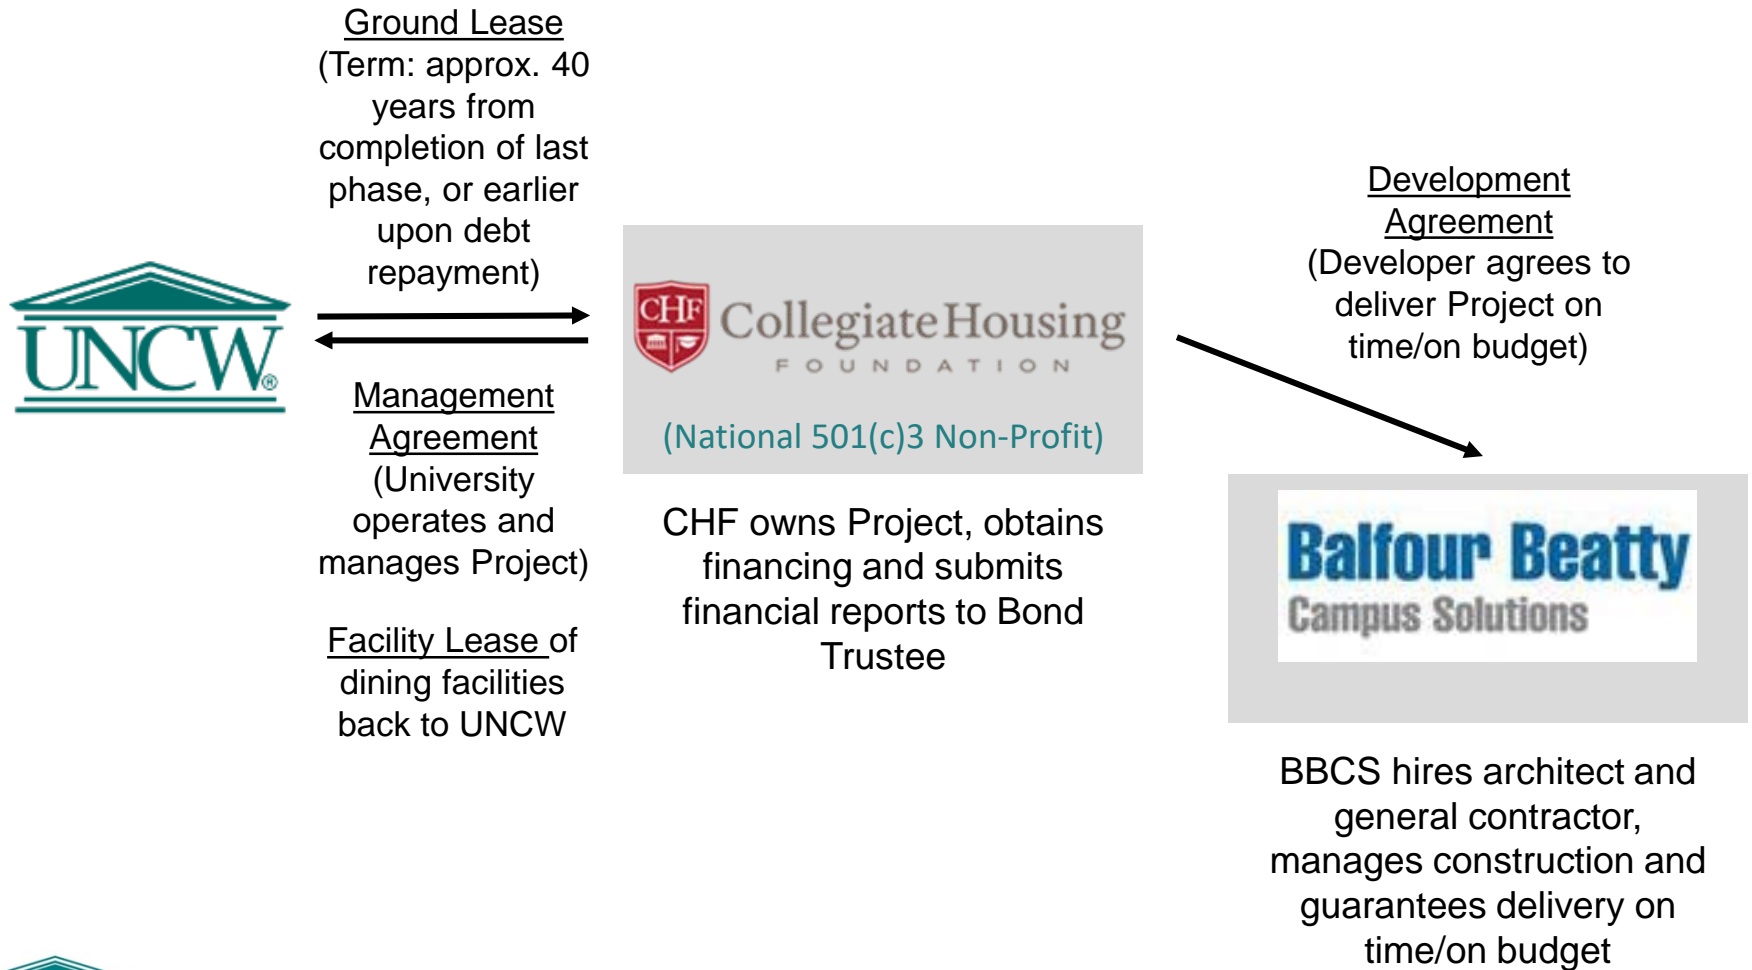 Ground Lease
(Term: approx. 40
years from
completion of last
phase, or earlier
upon debt
repayment)
UNCW®
Management
Agreement
(University
operates and
manages Project)
Facility Lease of
dining facilities
back to UNCW
CHF
Collegiate Housing
FOUNDATION
(National 501(c)3 Non-Profit)
CHF owns Project, obtains
financing and submits
financial reports to Bond
Trustee
Development
Agreement
(Developer agrees to
deliver Project on
time/on budget)
Balfour Beatty
Campus Solutions
BBCS hires architect and
general contractor,
manages construction and
guarantees delivery on
time/on budget